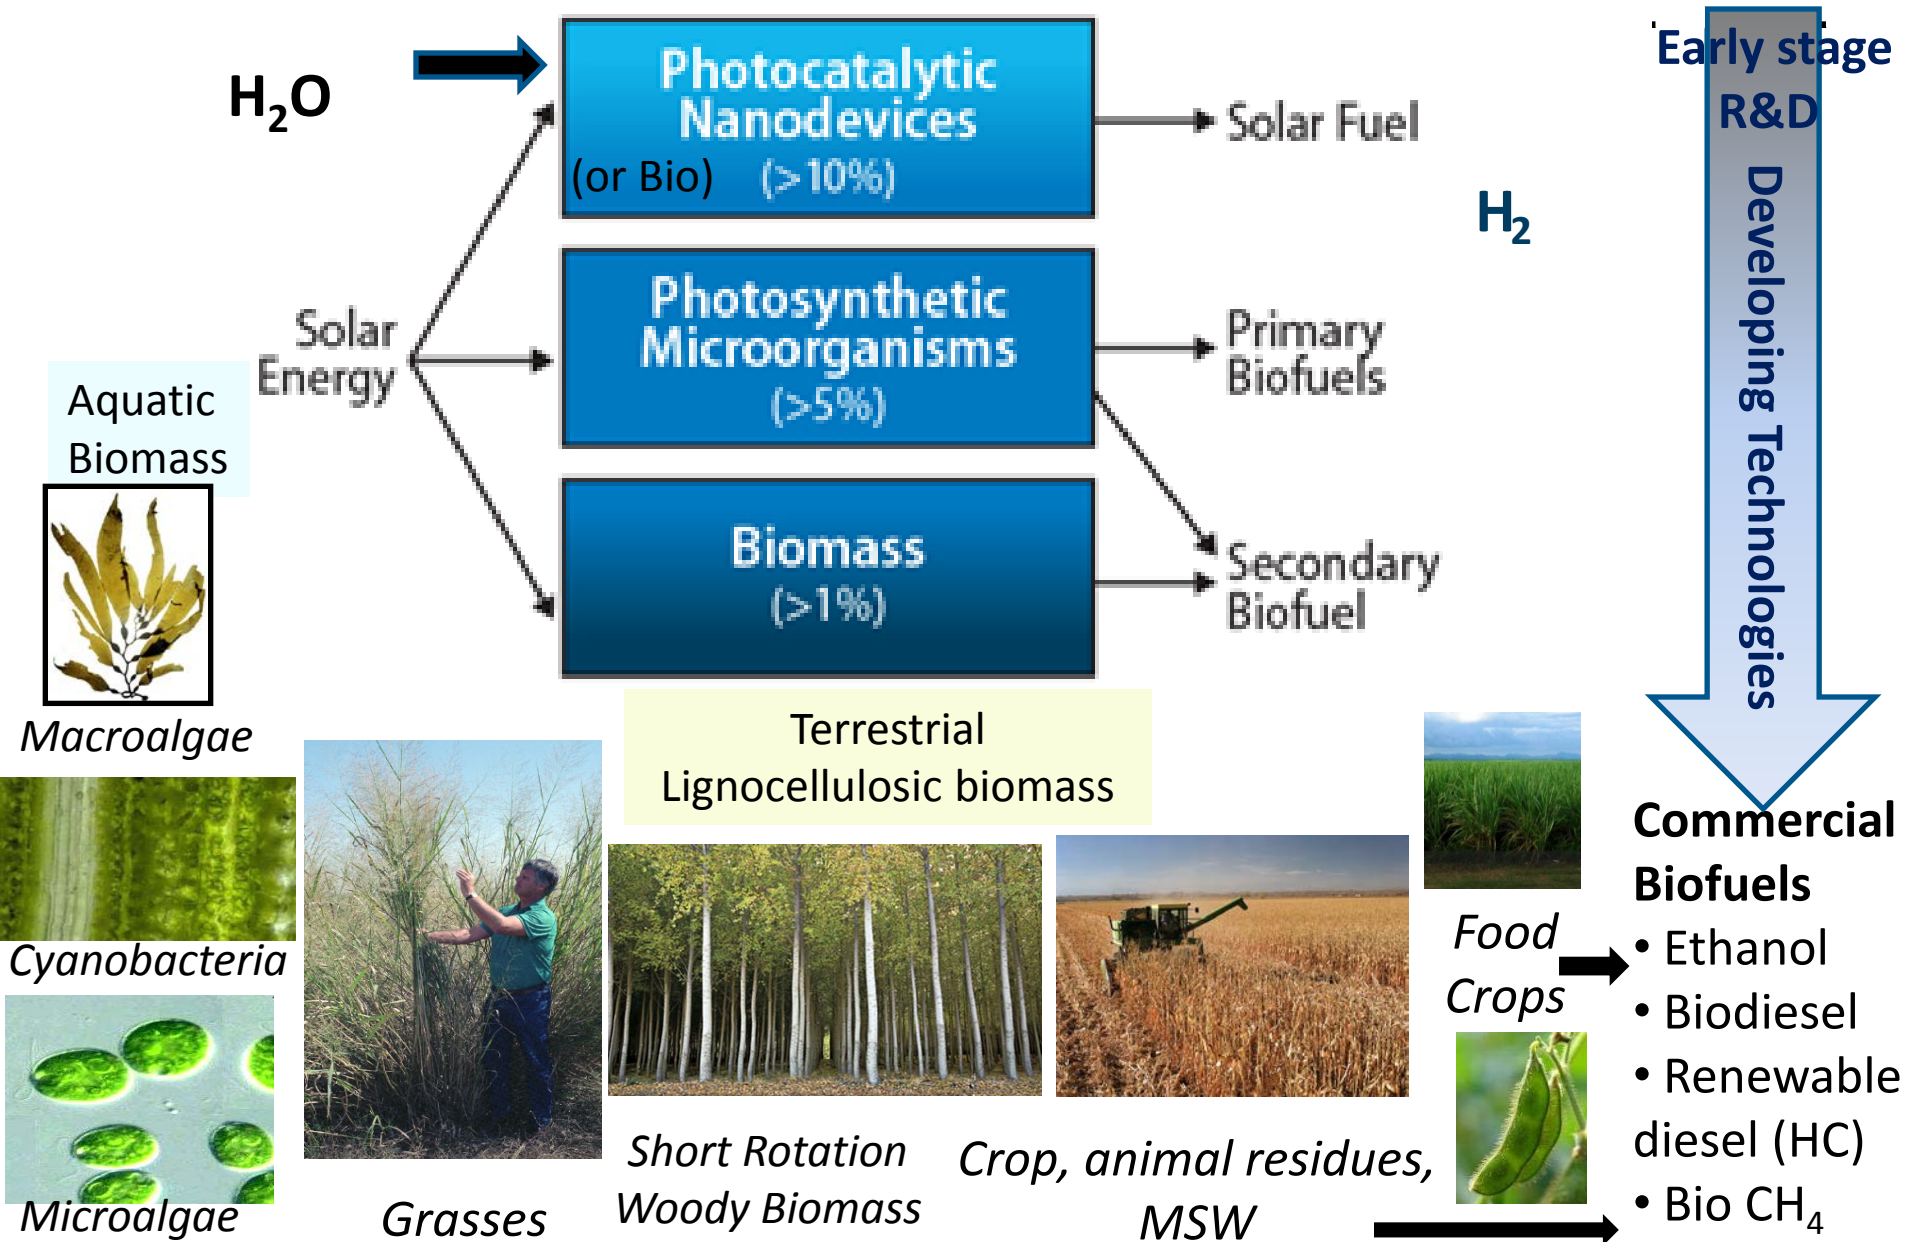 H₂O
Photocatalytic
Nanodevices
(or Bio) (>10%)
Solar Fuel
H₂
Early stage
R&D
Developing Technologies
Solar
Energy
Photosynthetic
Microorganisms
(>5%)
Primary
Biofuels
Aquatic
Biomass
Biomass
(>1%)
Secondary
Biofuel
Macroalgae
Cyanobacteria
Microalgae
Terrestrial
Lignocellulosic biomass
Grasses
Short Rotation
Woody Biomass
Crop, animal residues,
MSW
Food
Crops
Commercial
Biofuels
• Ethanol
• Biodiesel
• Renewable
diesel (HC)
• Bio CH₄